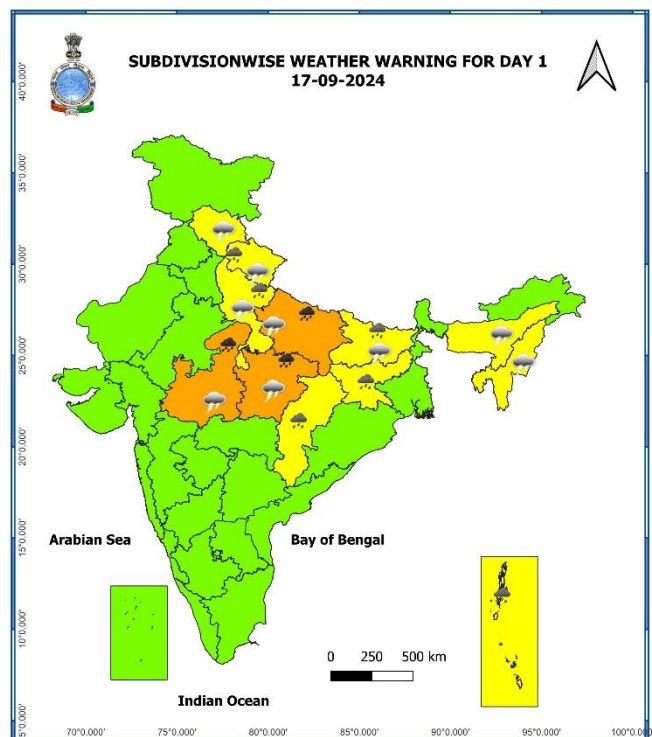 SUBDIVISIONWISE WEATHER WARNING FOR DAY 1
17-09-2024
40°0.000'
35°0.000'
30°0.000'
25°0.000'
20°0.000'
15°0.000'
10°0.000'
5°0.000'
Arabian Sea
Bay of Bengal
0 250 500 km
Indian Ocean
70°0.000' 75°0.000' 80°0.000' 85°0.000' 90°0.000' 95°0.000' 100°0.000'